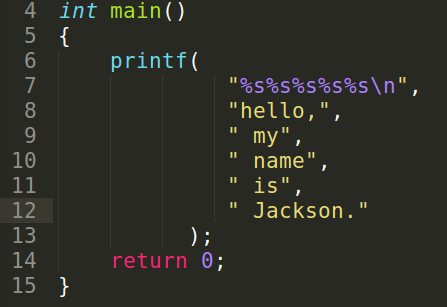 4 int main()
5 {
6     printf(
7              "%s%s%s%s%s\n",
8              "hello,",
9              " my",
10              " name",
11              " is",
12              " Jackson."
13           );
14     return 0;
15 }